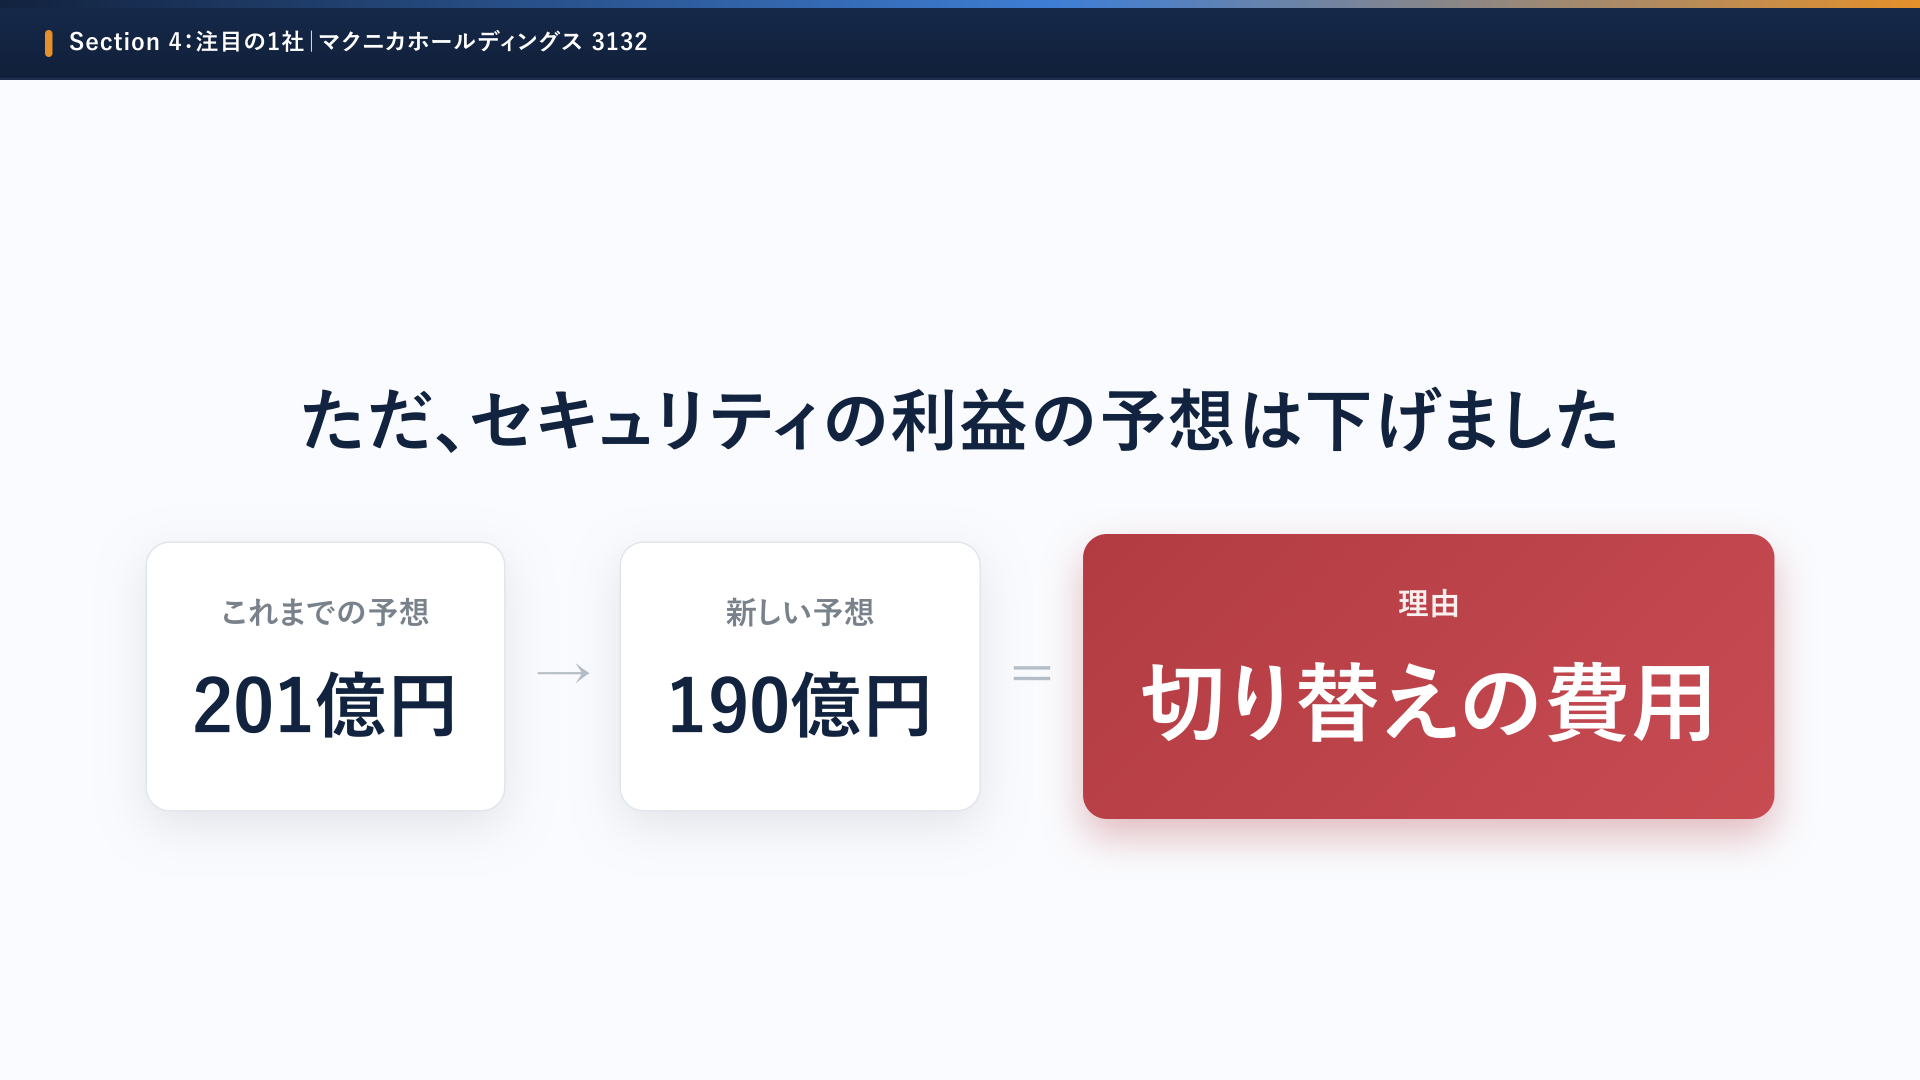 Section 4：注目の1社｜マクニカホールディングス 3132
ただ、セキュリティの利益の予想は下げました
これまでの予想
201億円
→
新しい予想
190億円
＝
理由
切り替えの費用